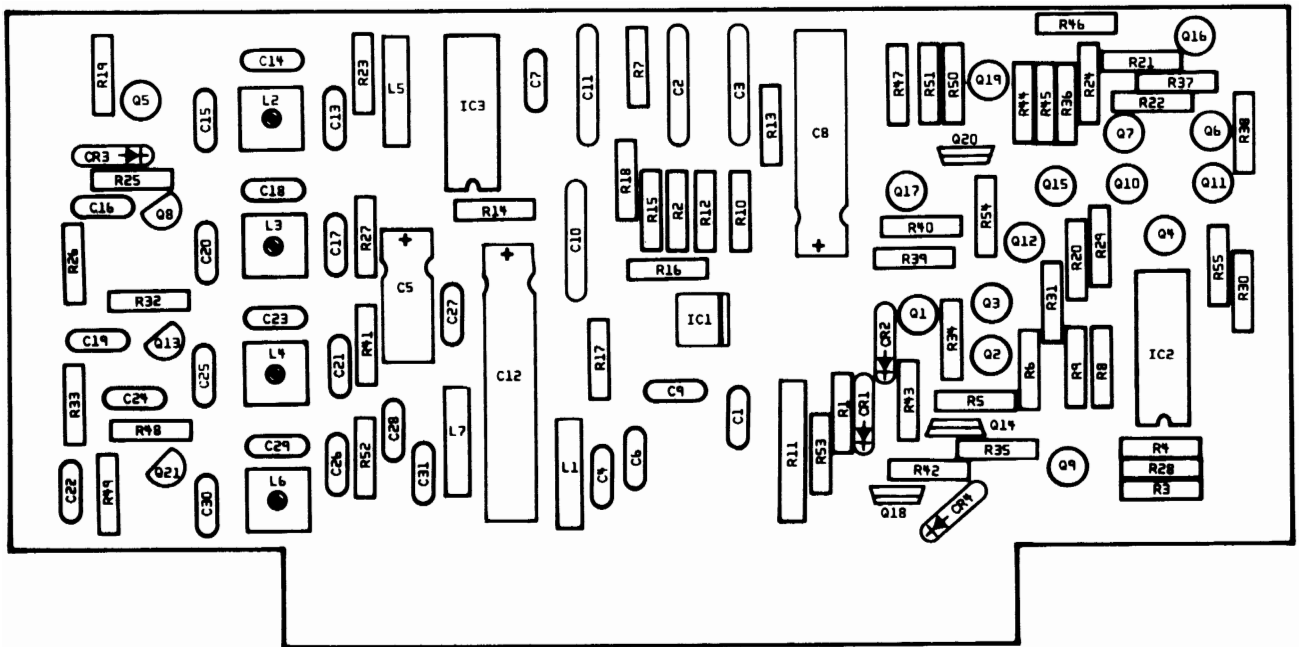 R46
Q16
R19
C14
R23
L5
IC3
C7
C11
R7
C2
C3
C8
R47
R51
R50
Q19
R44
R45
R36
R24
R21
R37
R22
Q5
C15
L2
C13
R13
Q7
Q6
R38
Q20
CR3
R25
C18
R18
Q17
Q15
Q10
Q11
C16
Q8
R14
R15
R2
R12
R10
R54
R40
L3
C17
R27
C20
+
+
C10
+
Q12
R20
R29
Q4
R26
R16
R39
R55
R30
C5
R32
C27
R31
Q3
C23
IC1
CR2
Q1
R34
C19
Q13
L4
C21
R41
R17
Q2
IC2
C25
C12
R6
R9
R8
R33
C24
C9
C1
R1
CR1
R43
R5
R48
C28
L7
R11
Q14
C29
R53
R35
R4
Q21
C26
R52
C31
L1
C4
C6
R42
Q9
R28
C22
R49
C30
L6
Q18
CR4
R3